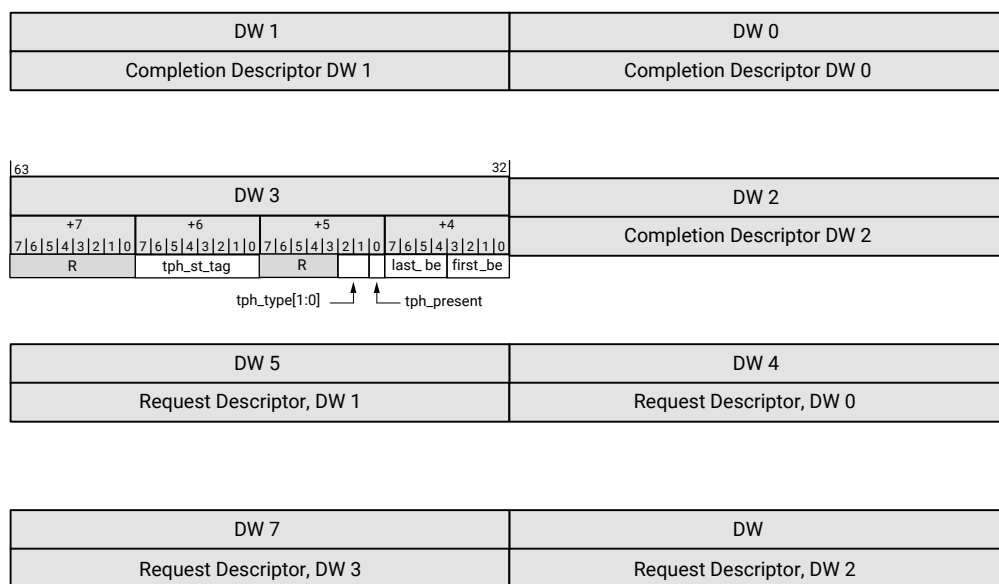 DW 1 DW 0
Completion Descriptor DW 1 Completion Descriptor DW 0
63 32
DW 3 DW 2
+7 +6 +5 +4 Completion Descriptor DW 2
7 6 5 4 3 2 1 0 7 6 5 4 3 2 1 0 7 6 5 4 3 2 1 0 7 6 5 4 3 2 1 0
R tph_st_tag R last_be first_be
tph_type[1:0] tph_present
DW 5 DW 4
Request Descriptor, DW 1 Request Descriptor, DW 0
DW 7 DW
Request Descriptor, DW 3 Request Descriptor, DW 2